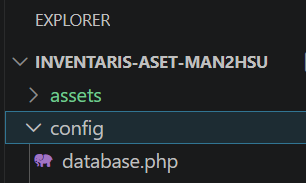 EXPLORER
INVENTARIS-ASET-MAN2HSU
assets
config
database.php